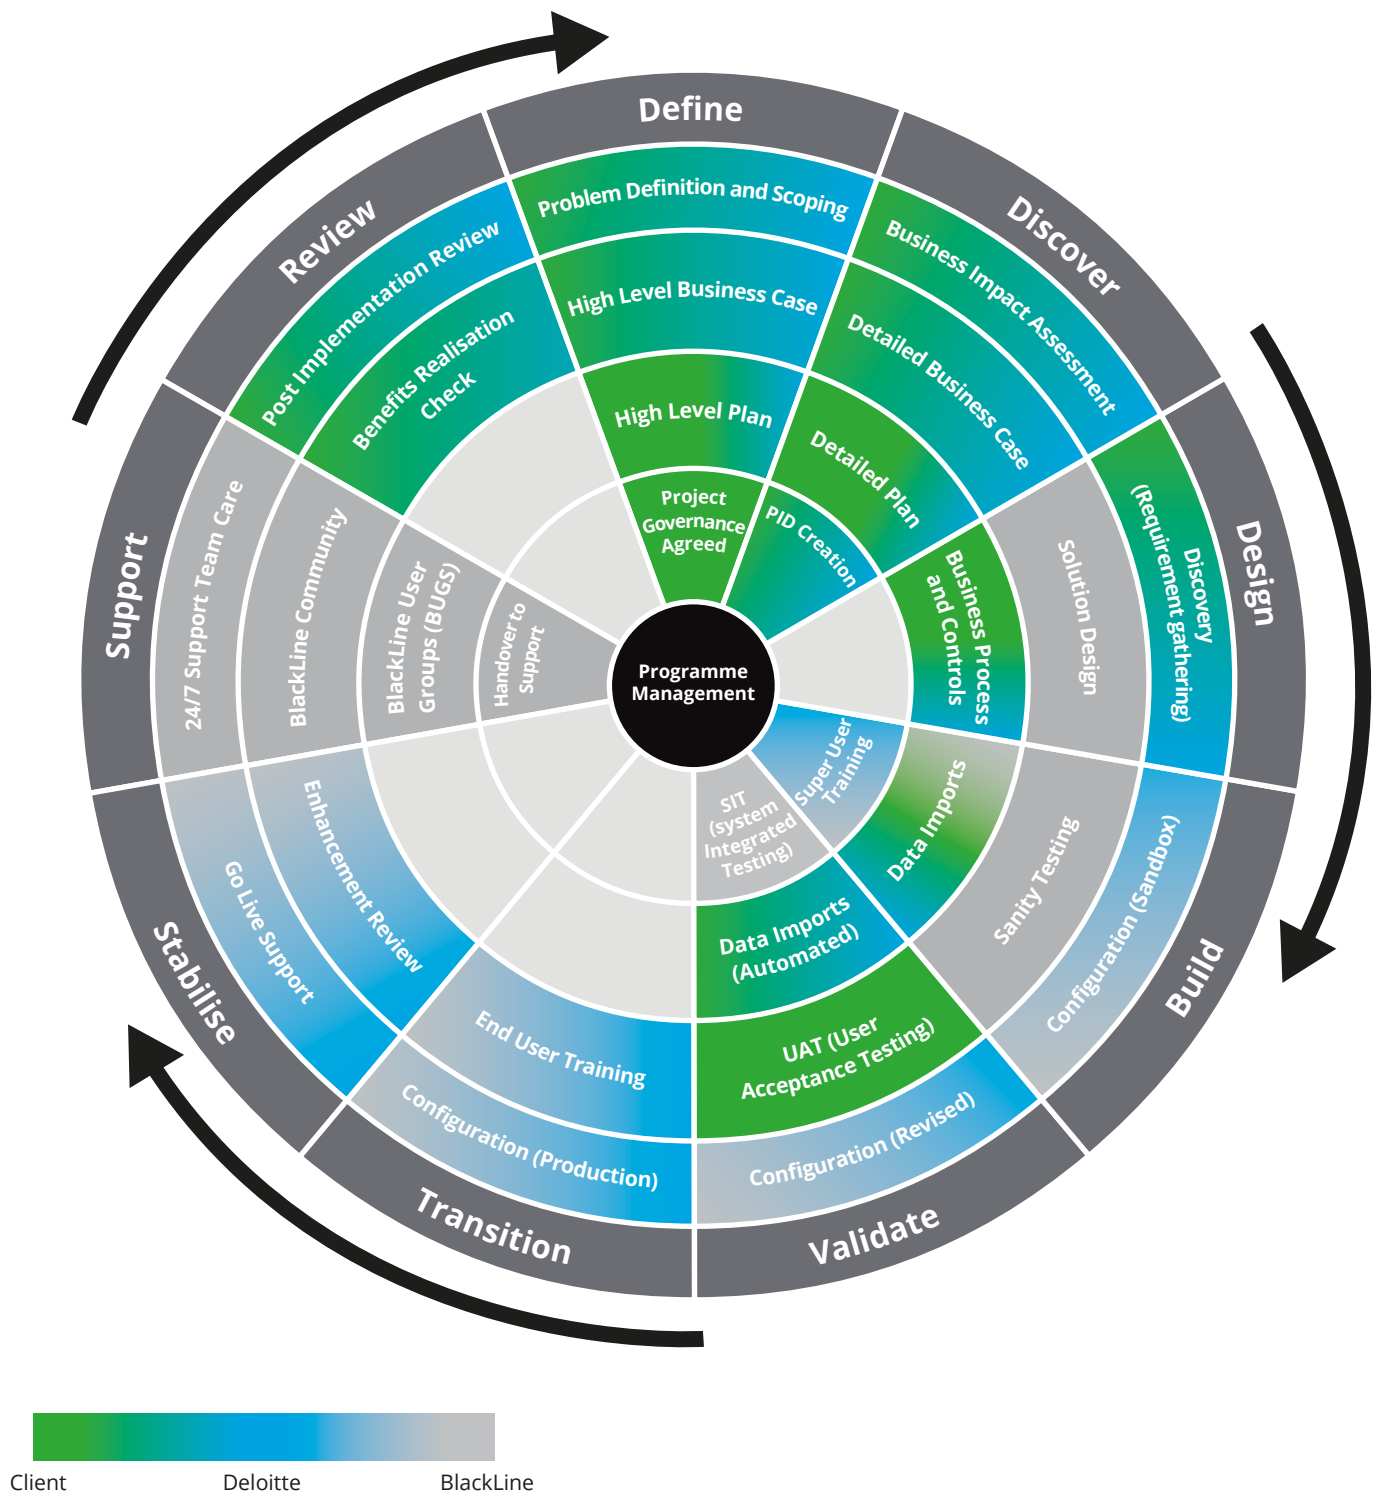 Define
Problem Definition and Scoping
High Level Business Case
High Level Plan
Project
Governance
Agreed
Discover
Business Impact Assessment
Detailed Business Case
Detailed Plan
PID Creation
Design
Discovery
(Requirement gathering)
Solution Design
Business Process
and Controls
Build
Configuration (Sandbox)
Sanity Testing
Data Imports
Super User
Training
Validate
Configuration (Revised)
UAT (User
Acceptance Testing)
Data Imports
(Automated)
SIT
(system
Integrated
Testing)
Transition
Configuration (Production)
End User Training
Stabilise
Go Live Support
Enhancement Review
Support
24/7 Support Team Care
BlackLine Community
BlackLine User
Groups (BUGS)
Handover to
Support
Review
Post Implementation Review
Benefits Realisation
Check
Programme
Management
Client
Deloitte
BlackLine